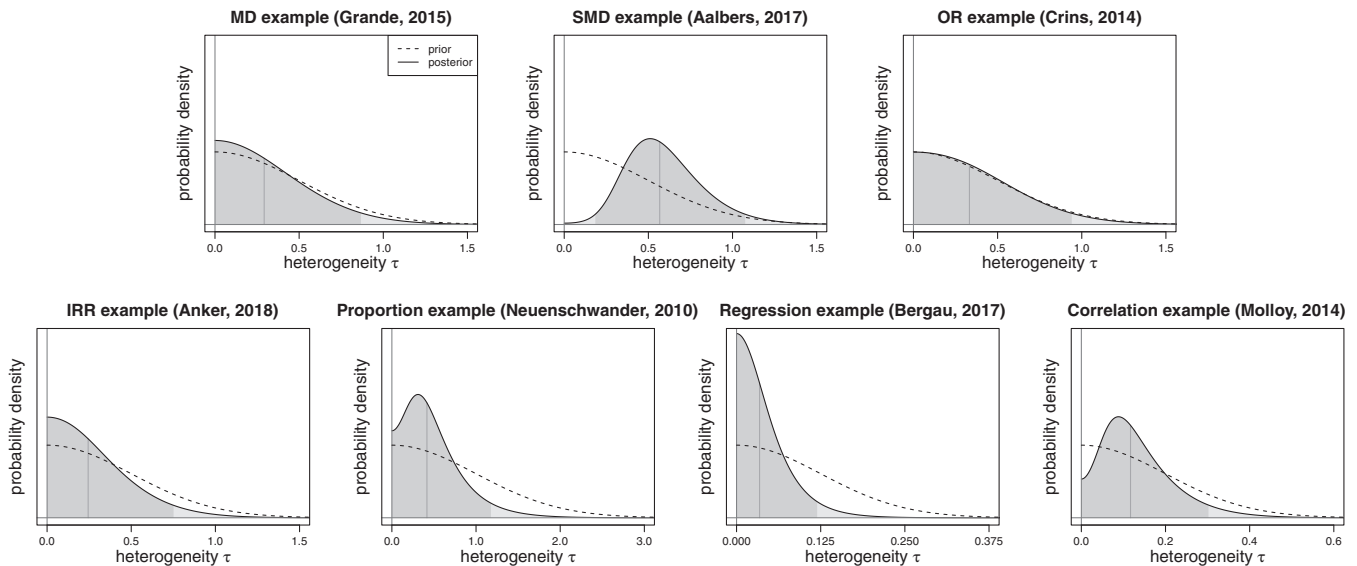 MD example (Grande, 2015)
probability density
prior
posterior
0.0 0.5 1.0 1.5
heterogeneity τ
SMD example (Aalbers, 2017)
probability density
0.0 0.5 1.0 1.5
heterogeneity τ
OR example (Crins, 2014)
probability density
0.0 0.5 1.0 1.5
heterogeneity τ
IRR example (Anker, 2018)
probability density
0.0 0.5 1.0 1.5
heterogeneity τ
Proportion example (Neuenschwander, 2010)
probability density
0.0 1.0 2.0 3.0
heterogeneity τ
Regression example (Bergau, 2017)
probability density
0.000 0.125 0.250 0.375
heterogeneity τ
Correlation example (Molloy, 2014)
probability density
0.0 0.2 0.4 0.6
heterogeneity τ